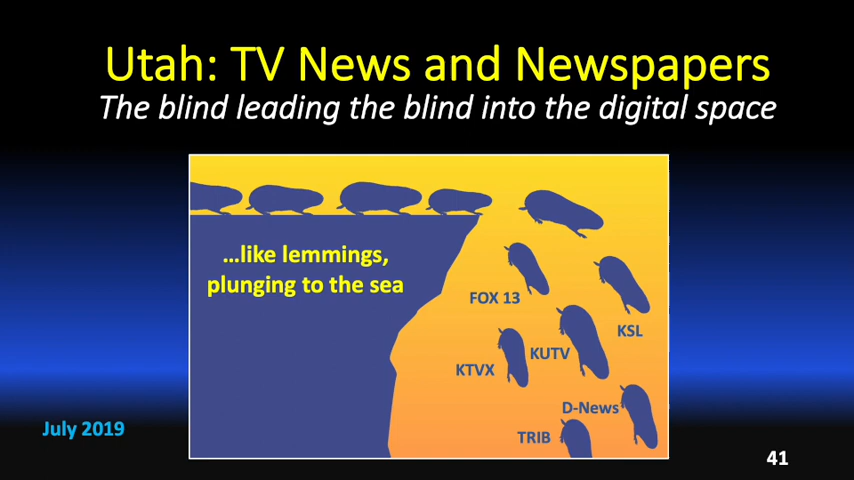 Utah: TV News and Newspapers
The blind leading the blind into the digital space
...like lemmings,
plunging to the sea
FOX 13
KSL
KUTV
KTVX
D-News
TRIB
July 2019
41